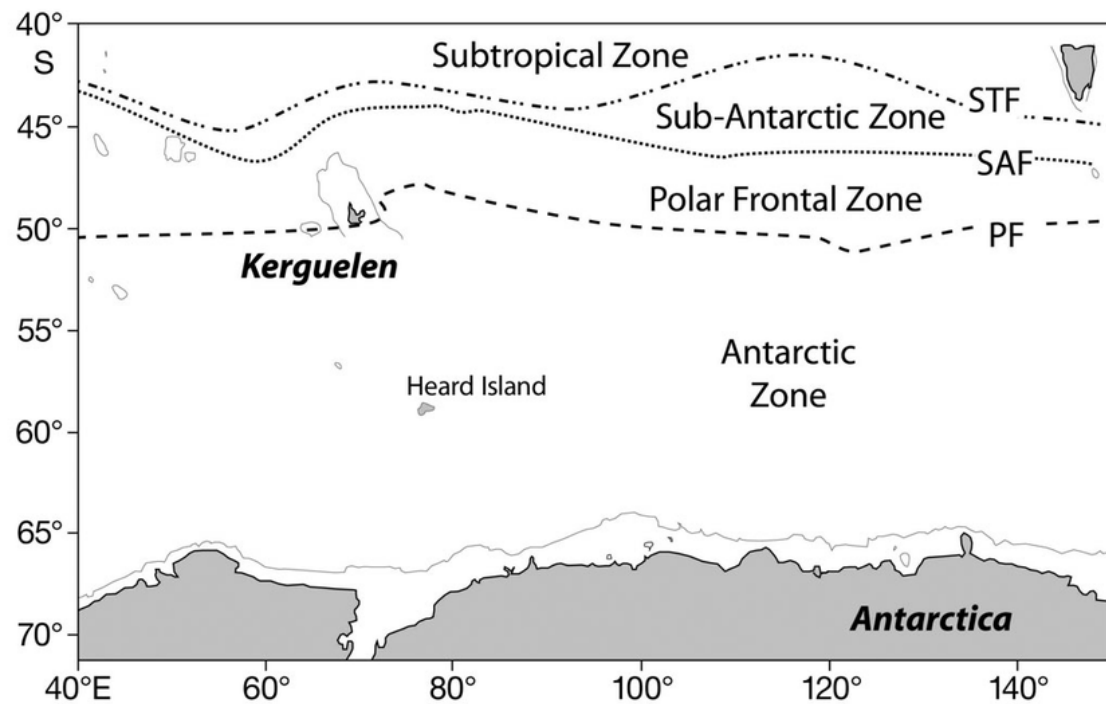 40°
S
Subtropical Zone
STF
45°
Sub-Antarctic Zone
SAF
Polar Frontal Zone
50°
PF
Kerguelen
55°
Antarctic
Zone
Heard Island
60°
65°
Antarctica
70°
40°E 60° 80° 100° 120° 140°